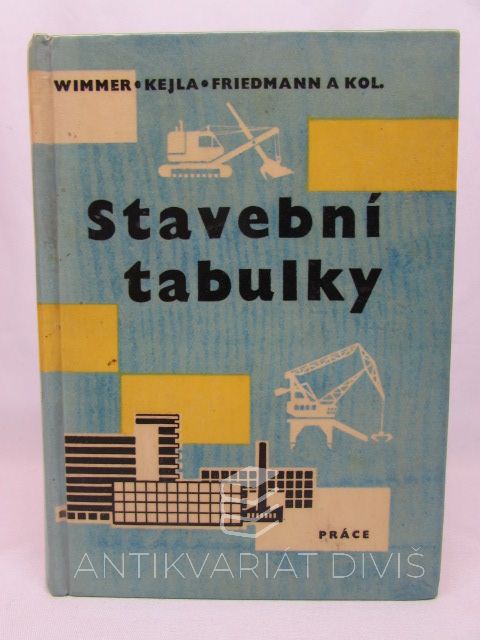 WIMMER•KEJLA•FRIEDMANN A KOL.
Stavební
tabulky
PRÁCE
ANTIKVARIÁT DIVIŠ